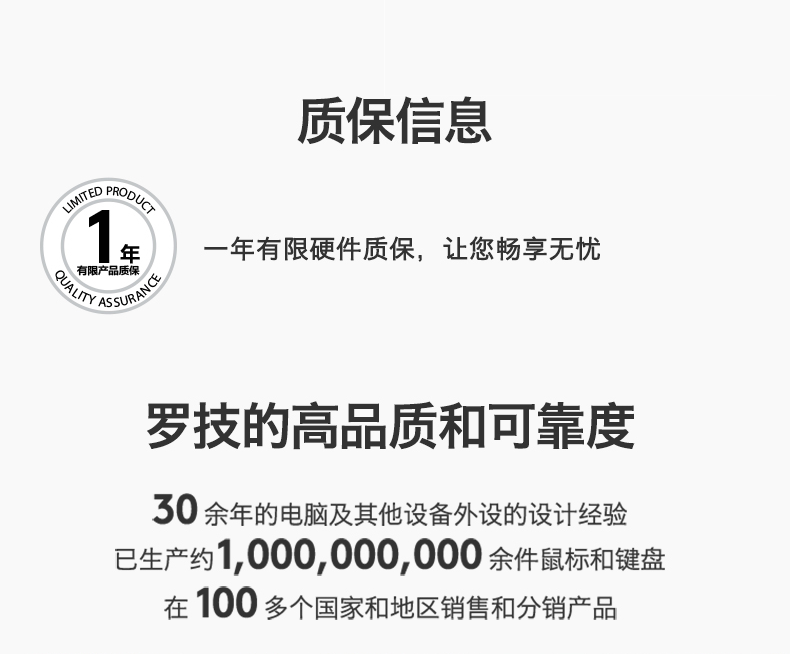 质保信息
LIMITED PRODUCT
1年
有限产品质保
QUALITY ASSURANCE
一年有限硬件质保，让您畅享无忧
罗技的高品质和可靠度
30 余年的电脑及其他设备外设的设计经验
已生产约1,000,000,000 余件鼠标和键盘
在 100 多个国家和地区销售和分销产品